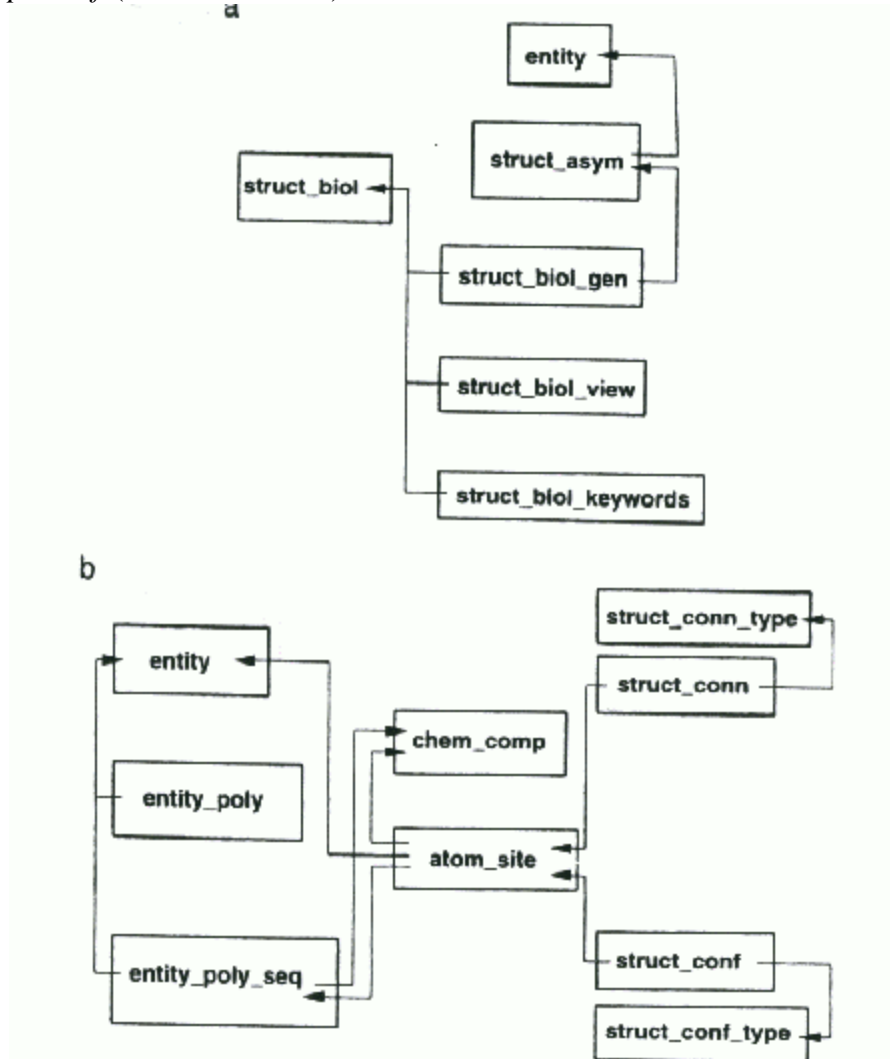 a
entity
struct_asym
struct_biol
struct_biol_gen
struct_biol_view
struct_biol_keywords
b
struct_conn_type
entity
struct_conn
chem_comp
entity_poly
atom_site
struct_conf
entity_poly_seq
struct_conf_type